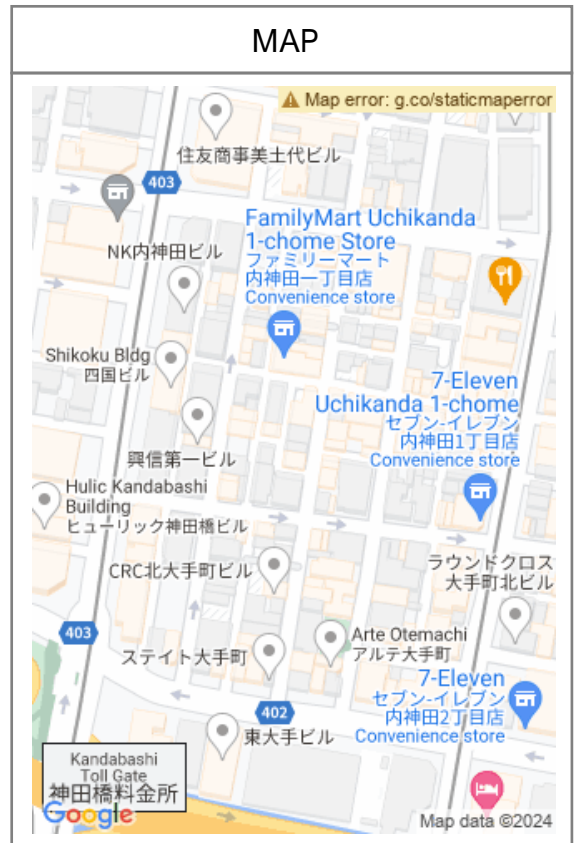 MAP
Map error: g.co/staticmaperror
住友商事美土代ビル
403
FamilyMart Uchikanda
1-chome Store
ファミリーマート
内神田一丁目店
Convenience store
NK内神田ビル
Shikoku Bldg
四国ビル
7-Eleven
Uchikanda 1-chome
セブン-イレブン
内神田1丁目店
Convenience store
興信第一ビル
Hulic Kandabashi
Building
ヒューリック神田橋ビル
CRC北大手町ビル
ラウンドクロス
大手町北ビル
403
Arte Otemachi
アルテ大手町
ステイト大手町
7-Eleven
セブン-イレブン
内神田2丁目店
Convenience store
402
東大手ビル
Kandabashi
Toll Gate
神田橋料金所
Google
Map data ©2024